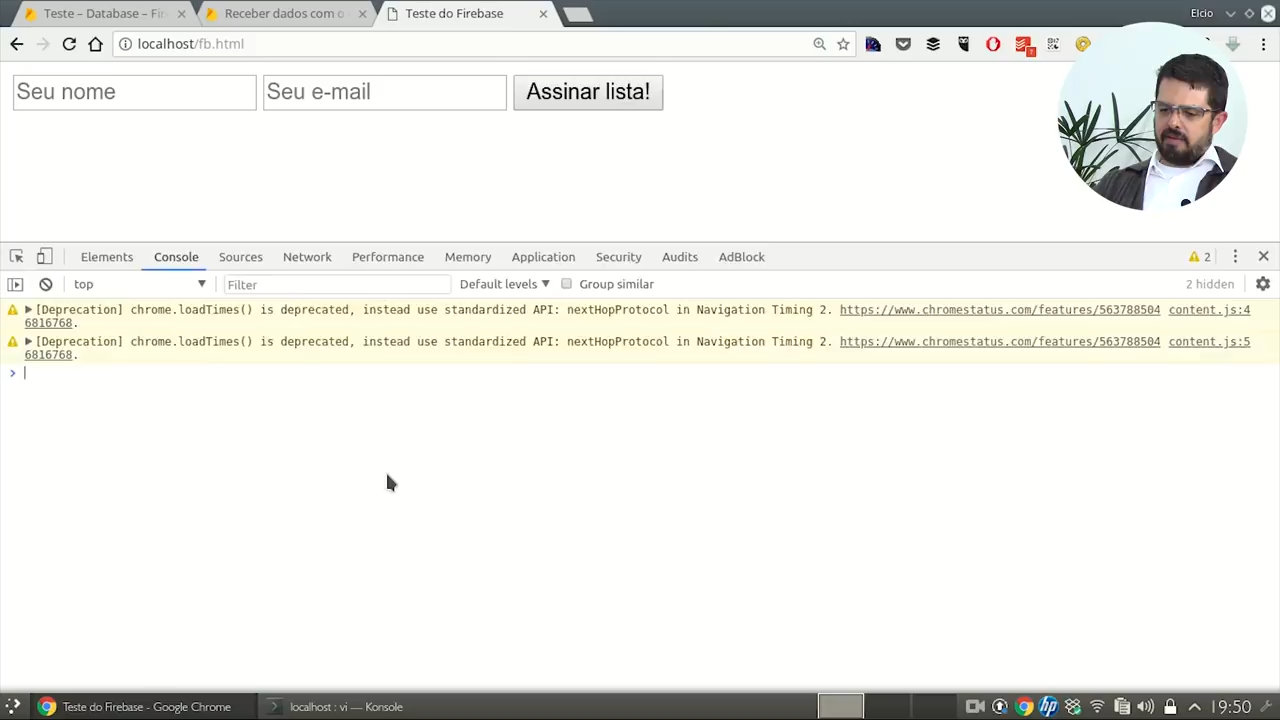 Teste – Database – Fir
Receber dados com o
Teste do Firebase
Elcio
localhost/fb.html
Seu nome
Seu e-mail
Assinar lista!
Elements
Console
Sources
Network
Performance
Memory
Application
Security
Audits
AdBlock
2
top
Filter
Default levels
Group similar
2 hidden
[Deprecation] chrome.loadTimes() is deprecated, instead use standardized API: nextHopProtocol in Navigation Timing 2. https://www.chromestatus.com/features/563788504 content.js:4
6816768.
[Deprecation] chrome.loadTimes() is deprecated, instead use standardized API: nextHopProtocol in Navigation Timing 2. https://www.chromestatus.com/features/563788504 content.js:5
6816768.
Teste do Firebase - Google Chrome
localhost : vi — Konsole
19:50